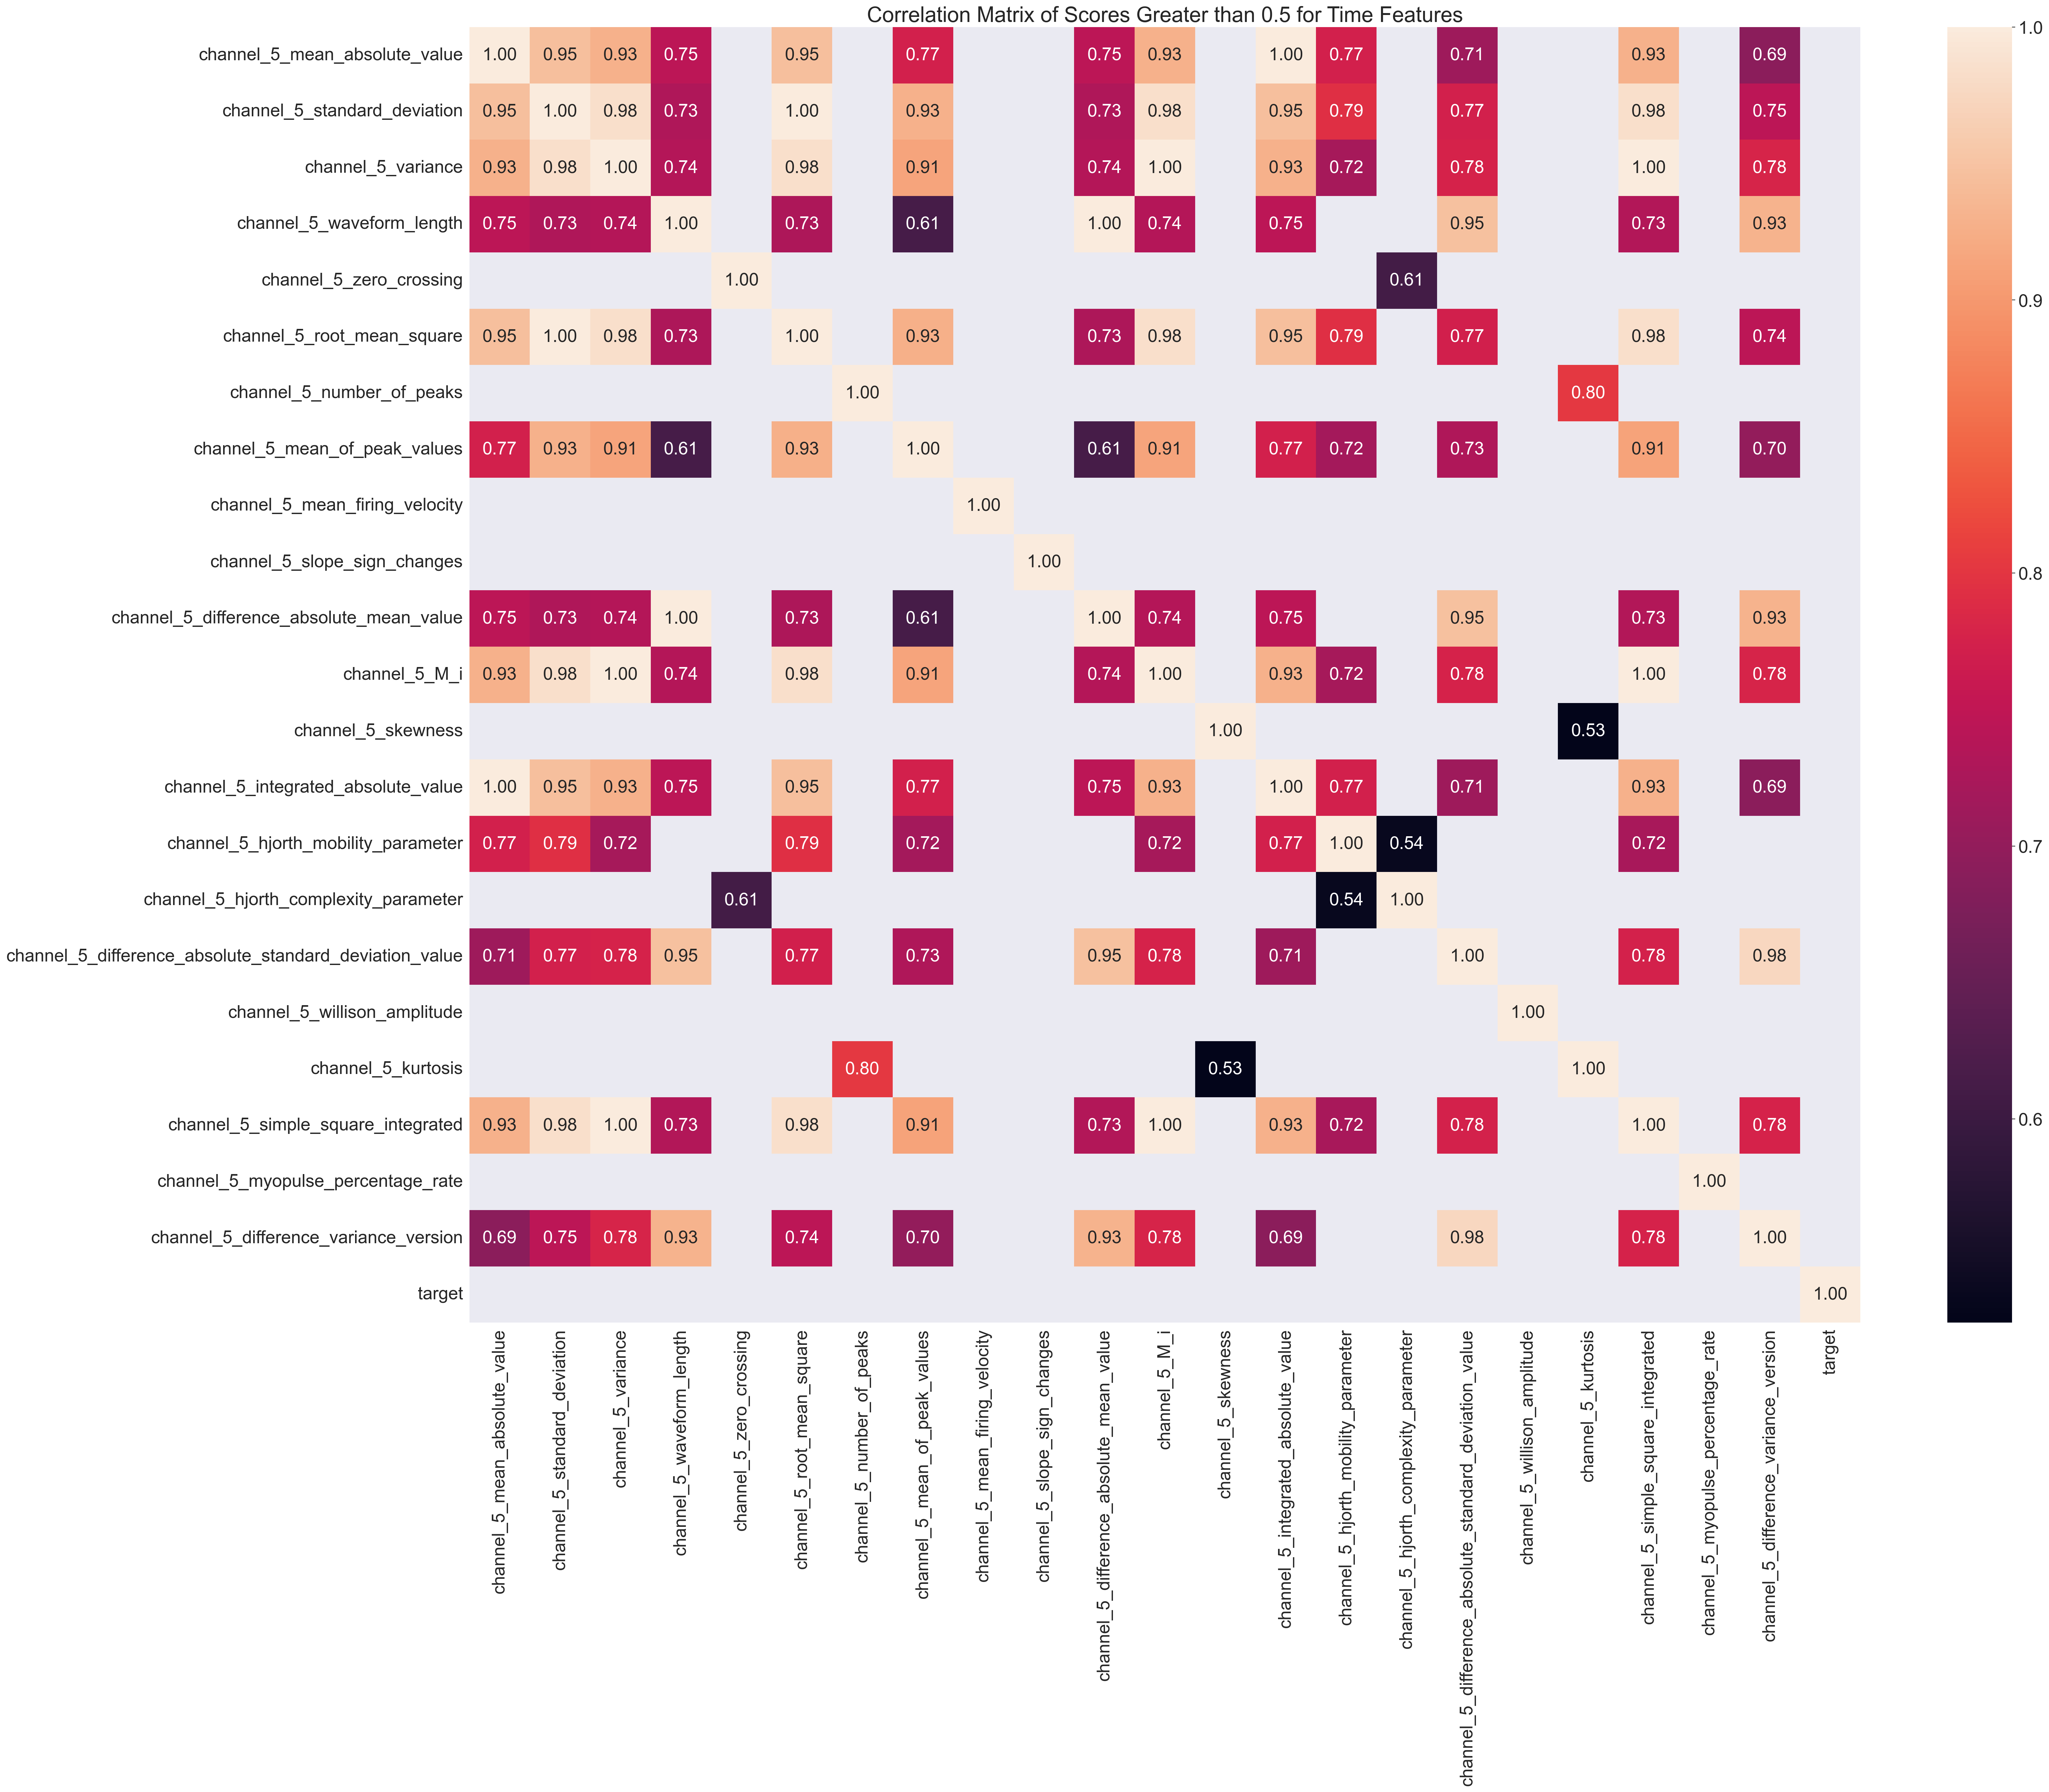 Correlation Matrix of Scores Greater than 0.5 for Time Features
channel_5_mean_absolute_value 1.00 0.95 0.93 0.75 0.95 0.77 0.75 0.93 1.00 0.77 0.71 0.93 0.69
channel_5_standard_deviation 0.95 1.00 0.98 0.73 1.00 0.93 0.73 0.98 0.95 0.79 0.77 0.98 0.75
channel_5_variance 0.93 0.98 1.00 0.74 0.98 0.91 0.74 1.00 0.93 0.72 0.78 1.00 0.78
channel_5_waveform_length 0.75 0.73 0.74 1.00 0.73 0.61 1.00 0.74 0.75 0.95 0.73 0.93
channel_5_zero_crossing 1.00 0.61
channel_5_root_mean_square 0.95 1.00 0.98 0.73 1.00 0.93 0.73 0.98 0.95 0.79 0.77 0.98 0.74
channel_5_number_of_peaks 1.00 0.80
channel_5_mean_of_peak_values 0.77 0.93 0.91 0.61 0.93 1.00 0.61 0.91 0.77 0.72 0.73 0.91 0.70
channel_5_mean_firing_velocity 1.00
channel_5_slope_sign_changes 1.00
channel_5_difference_absolute_mean_value 0.75 0.73 0.74 1.00 0.73 0.61 1.00 0.74 0.75 0.95 0.73 0.93
channel_5_M_i 0.93 0.98 1.00 0.74 0.98 0.91 0.74 1.00 0.93 0.72 0.78 1.00 0.78
channel_5_skewness 1.00 0.53
channel_5_integrated_absolute_value 1.00 0.95 0.93 0.75 0.95 0.77 0.75 0.93 1.00 0.77 0.71 0.93 0.69
channel_5_hjorth_mobility_parameter 0.77 0.79 0.72 0.79 0.72 0.72 0.77 1.00 0.54 0.72
channel_5_hjorth_complexity_parameter 0.61 0.54 1.00
channel_5_difference_absolute_standard_deviation_value 0.71 0.77 0.78 0.95 0.77 0.73 0.95 0.78 0.71 1.00 0.78 0.98
channel_5_willison_amplitude 1.00
channel_5_kurtosis 0.80 0.53 1.00
channel_5_simple_square_integrated 0.93 0.98 1.00 0.73 0.98 0.91 0.73 1.00 0.93 0.72 0.78 1.00 0.78
channel_5_myopulse_percentage_rate 1.00
channel_5_difference_variance_version 0.69 0.75 0.78 0.93 0.74 0.70 0.93 0.78 0.69 0.98 0.78 1.00
target 1.00
channel_5_mean_absolute_value
channel_5_standard_deviation
channel_5_variance
channel_5_waveform_length
channel_5_zero_crossing
channel_5_root_mean_square
channel_5_number_of_peaks
channel_5_mean_of_peak_values
channel_5_mean_firing_velocity
channel_5_slope_sign_changes
channel_5_difference_absolute_mean_value
channel_5_M_i
channel_5_skewness
channel_5_integrated_absolute_value
channel_5_hjorth_mobility_parameter
channel_5_hjorth_complexity_parameter
channel_5_difference_absolute_standard_deviation_value
channel_5_willison_amplitude
channel_5_kurtosis
channel_5_simple_square_integrated
channel_5_myopulse_percentage_rate
channel_5_difference_variance_version
target
1.0
0.9
0.8
0.7
0.6